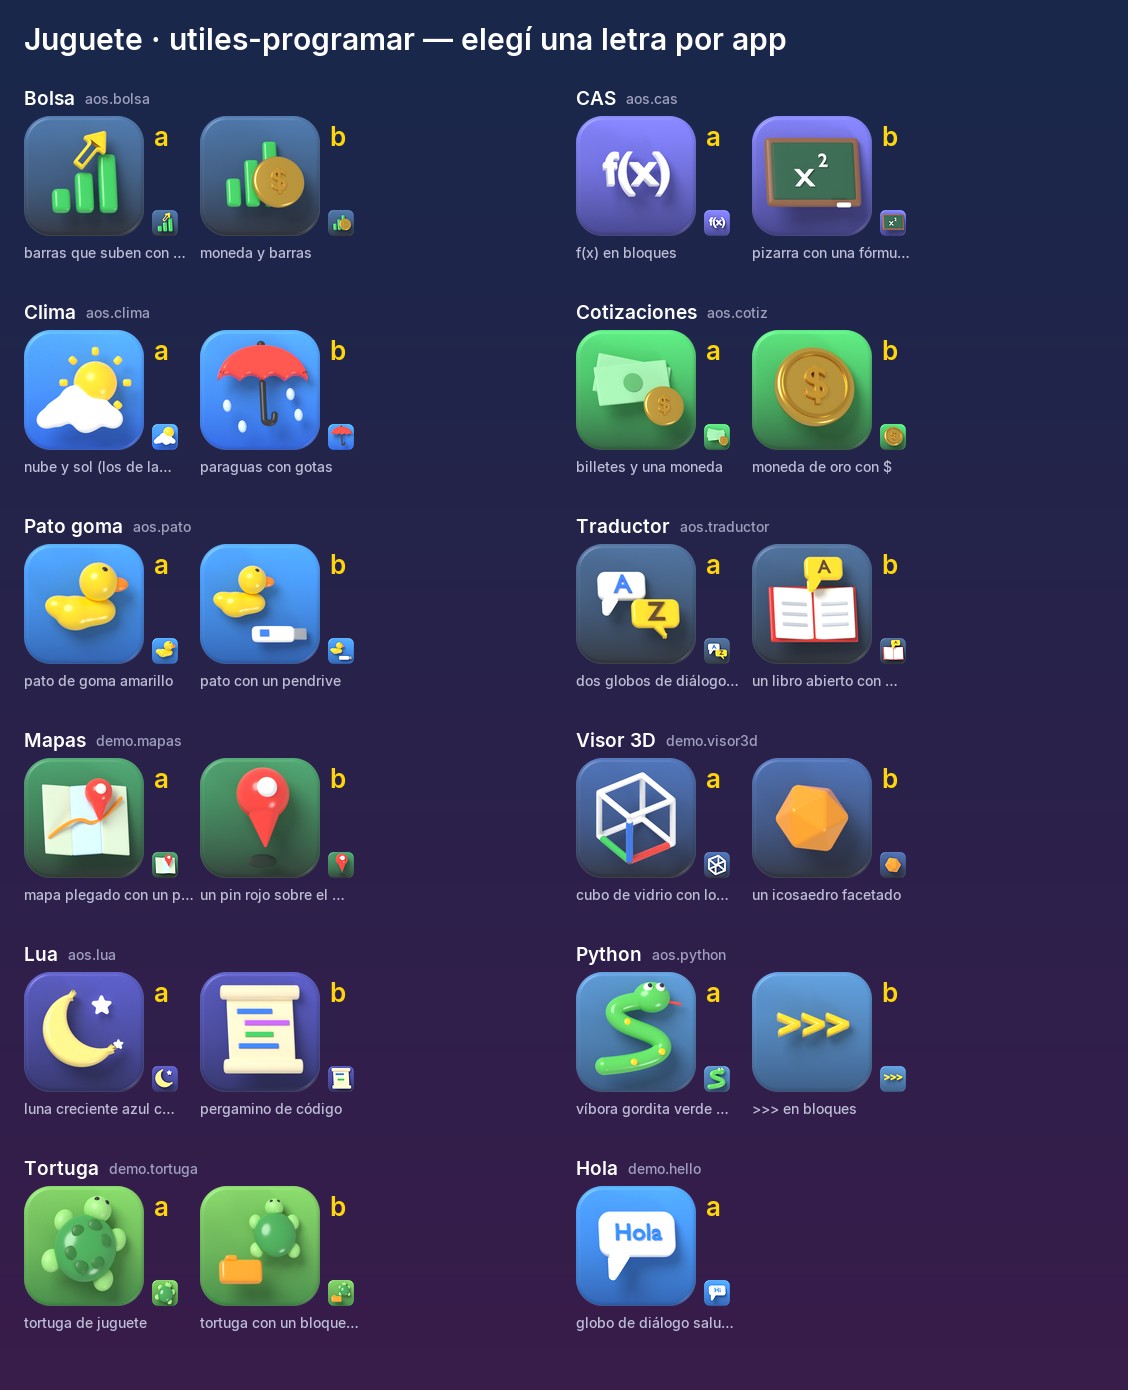 Juguete · utiles-programar — elegí una letra por app
Bolsa aos.bolsa
a
$
b
barras que suben con ...
moneda y barras
CAS aos.cas
f(x)
a
f(x)
x²
b
x²
f(x) en bloques
pizarra con una fórmu...
Clima aos.clima
a
b
nube y sol (los de la...
paraguas con gotas
Cotizaciones aos.cotiz
$
a
$
b
billetes y una moneda
moneda de oro con $
Pato goma aos.pato
a
b
pato de goma amarillo
pato con un pendrive
Traductor aos.traductor
A
Z
a
A
b
dos globos de diálogo...
un libro abierto con ...
Mapas demo.mapas
a
b
mapa plegado con un p...
un pin rojo sobre el ...
Visor 3D demo.visor3d
a
b
cubo de vidrio con lo...
un icosaedro facetado
Lua aos.lua
a
b
luna creciente azul c...
pergamino de código
Python aos.python
a
>>>
b
>>>
víbora gordita verde ...
>>> en bloques
Tortuga demo.tortuga
a
b
tortuga de juguete
tortuga con un bloque...
Hola demo.hello
Hola
a
Hi
globo de diálogo salu...